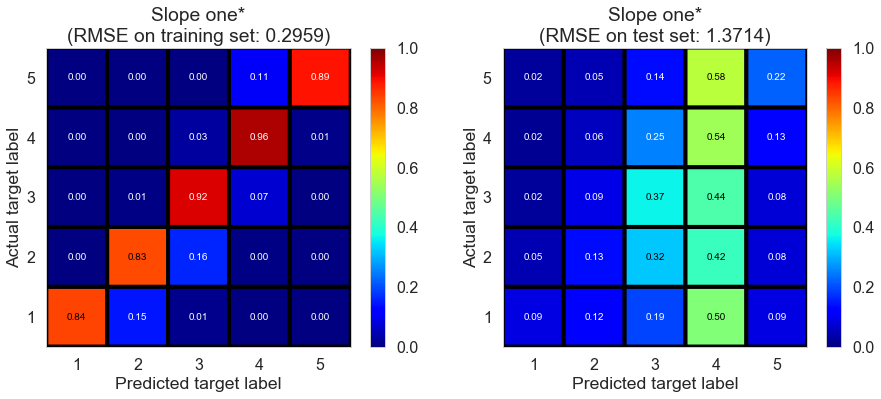 Slope one*
(RMSE on training set: 0.2959)
Actual target label
5
0.00 0.00 0.00 0.11 0.89
4
0.00 0.00 0.03 0.96 0.01
3
0.00 0.01 0.92 0.07 0.00
2
0.00 0.83 0.16 0.00 0.00
1
0.84 0.15 0.01 0.00 0.00
1 2 3 4 5
Predicted target label
1.0
0.8
0.6
0.4
0.2
0.0
Slope one*
(RMSE on test set: 1.3714)
Actual target label
5
0.02 0.05 0.14 0.58 0.22
4
0.02 0.06 0.25 0.54 0.13
3
0.02 0.09 0.37 0.44 0.08
2
0.05 0.13 0.32 0.42 0.08
1
0.09 0.12 0.19 0.50 0.09
1 2 3 4 5
Predicted target label
1.0
0.8
0.6
0.4
0.2
0.0